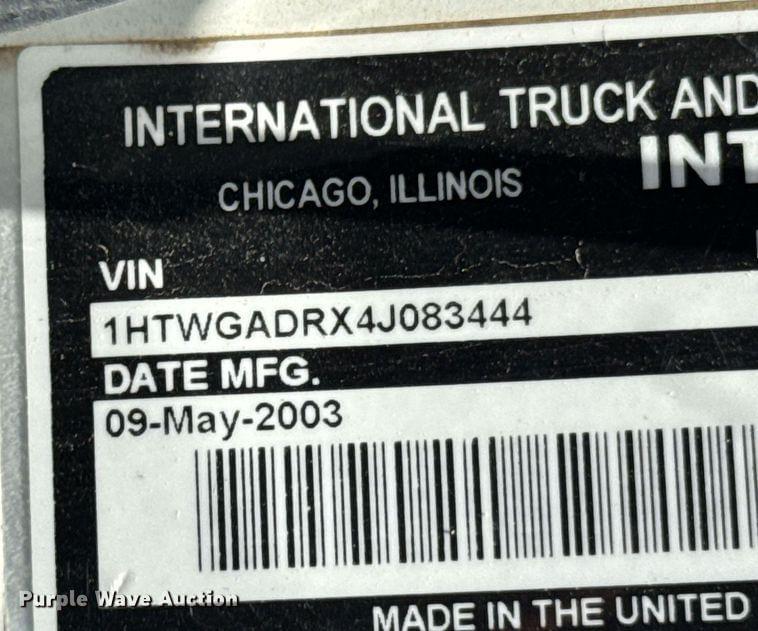 INTERNATIONAL TRUCK AND
INT
CHICAGO, ILLINOIS
VIN
1HTWGADRX4J083444
DATE MFG.
09-May-2003
Purple Wave Auction
MADE IN THE UNITED